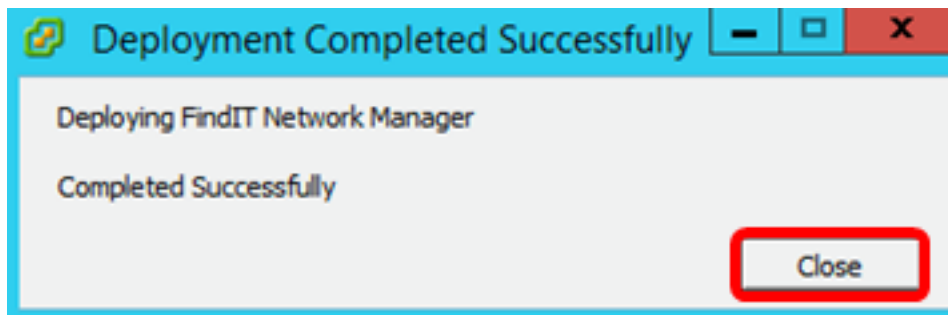 Deployment Completed Successfully
Deploying FindIT Network Manager
Completed Successfully
Close